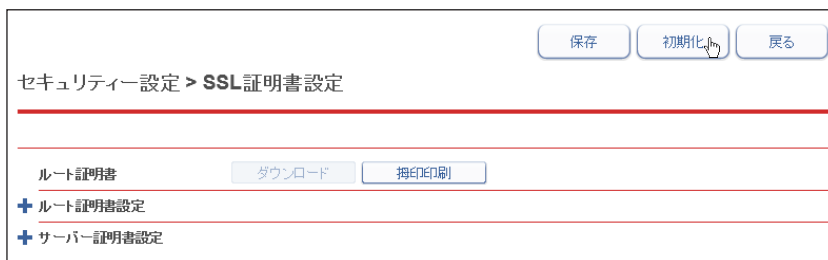 保存 初期化 戻る
セキュリティー設定 > SSL証明書設定
ルート証明書 ダウンロード 拇印印刷
ルート証明書設定
サーバー証明書設定